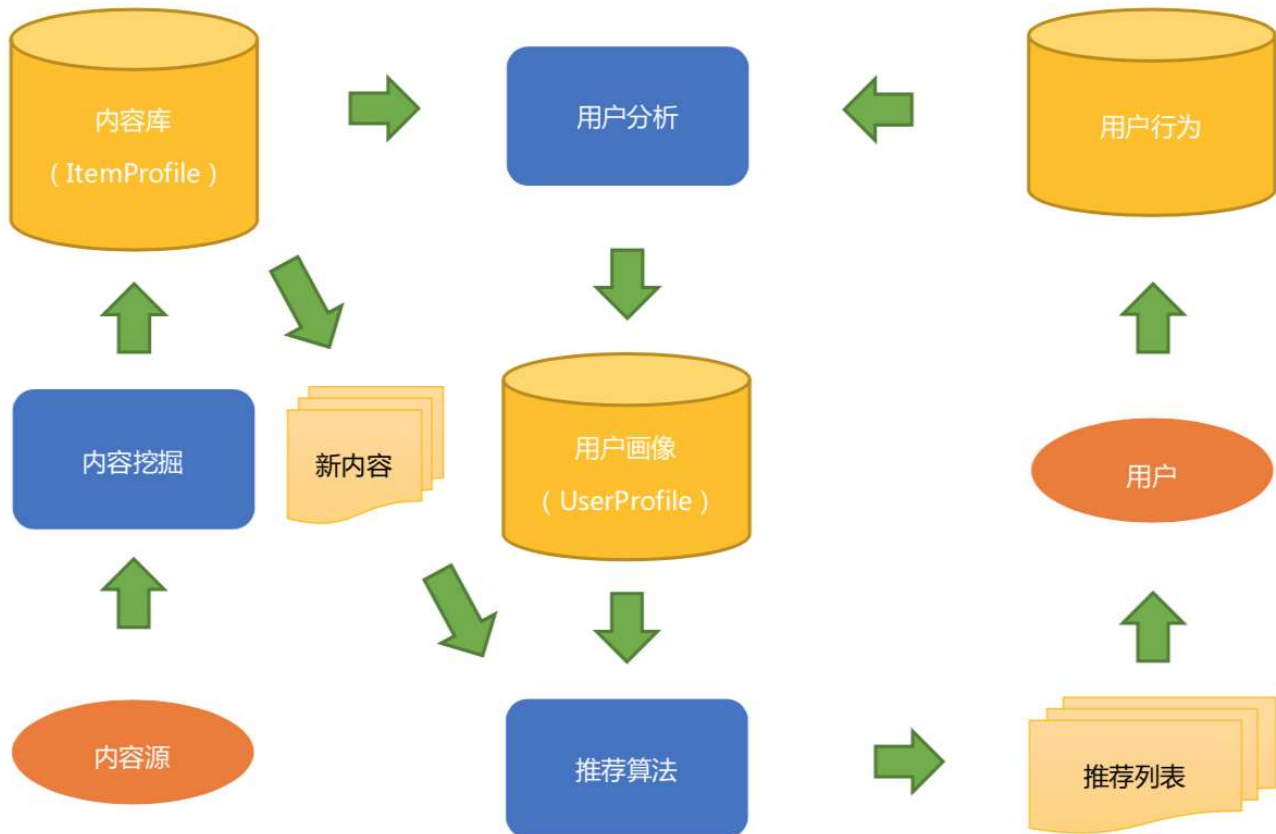 内容库
（ItemProfile）
用户分析
用户行为
内容挖掘
新内容
用户画像
（UserProfile）
用户
内容源
推荐算法
推荐列表